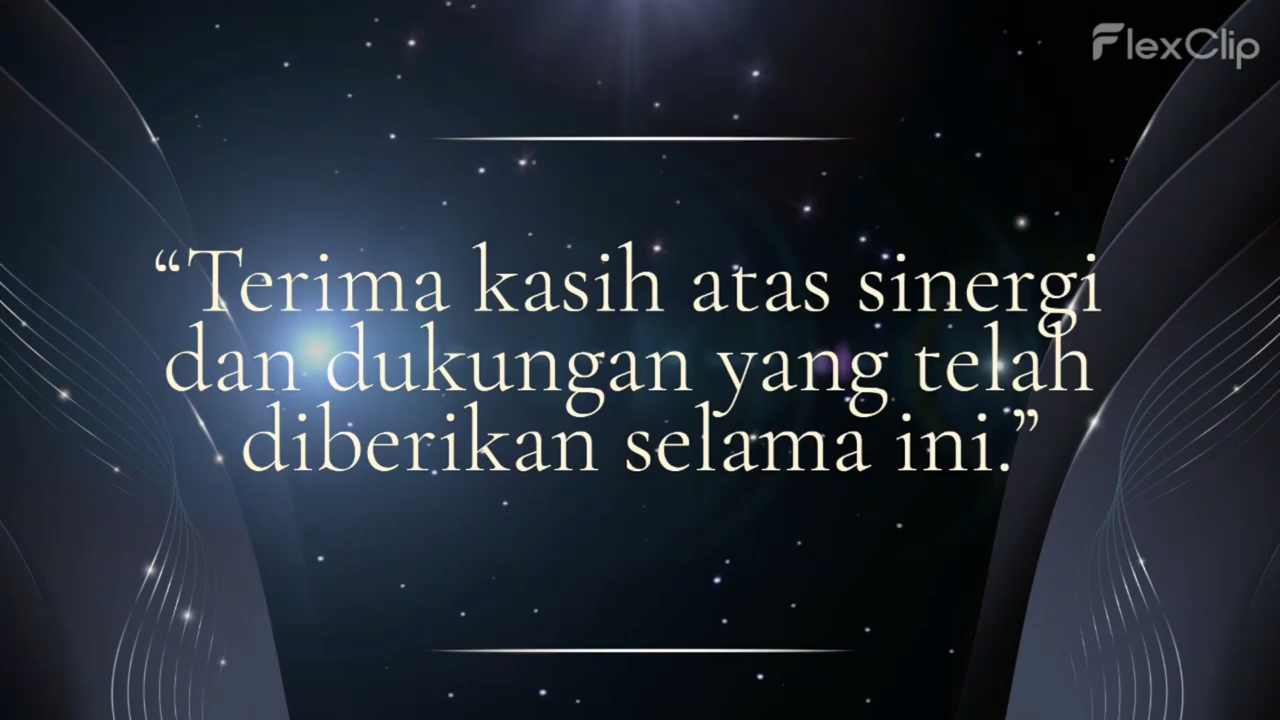 FlexClip
“Terima kasih atas sinergi
dan dukungan yang telah
diberikan selama ini.”